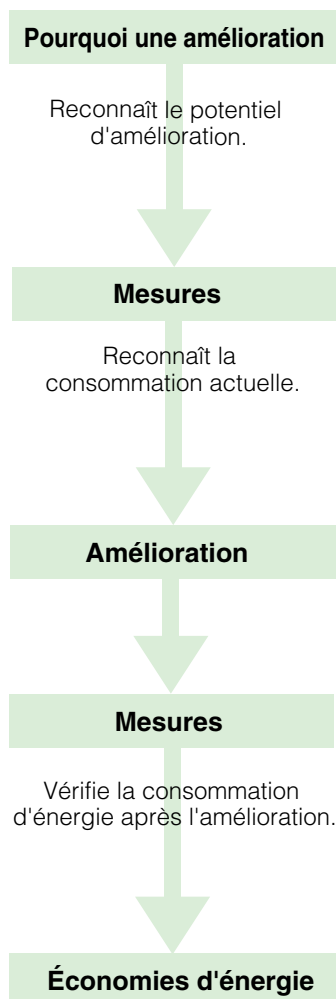 Pourquoi une amélioration
Reconnaît le potentiel
d'amélioration.
Mesures
Reconnaît la
consommation actuelle.
Amélioration
Mesures
Vérifie la consommation
d'énergie après l'amélioration.
Économies d'énergie